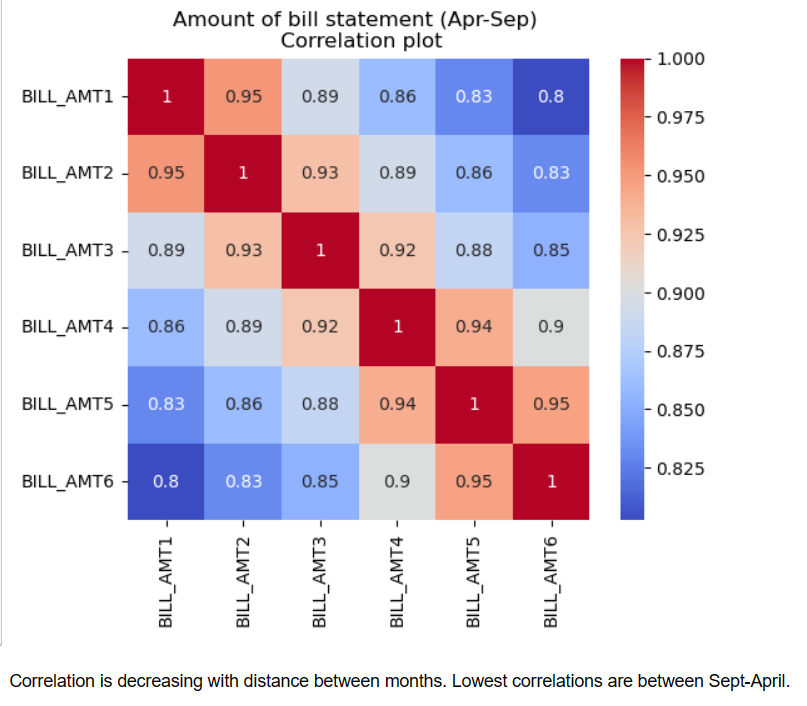 Amount of bill statement (Apr-Sep)
Correlation plot
BILL_AMT1 1 0.95 0.89 0.86 0.83 0.8
BILL_AMT2 0.95 1 0.93 0.89 0.86 0.83
BILL_AMT3 0.89 0.93 1 0.92 0.88 0.85
BILL_AMT4 0.86 0.89 0.92 1 0.94 0.9
BILL_AMT5 0.83 0.86 0.88 0.94 1 0.95
BILL_AMT6 0.8 0.83 0.85 0.9 0.95 1
BILL_AMT1 BILL_AMT2 BILL_AMT3 BILL_AMT4 BILL_AMT5 BILL_AMT6
1.000
0.975
0.950
0.925
0.900
0.875
0.850
0.825
Correlation is decreasing with distance between months. Lowest correlations are between Sept-April.